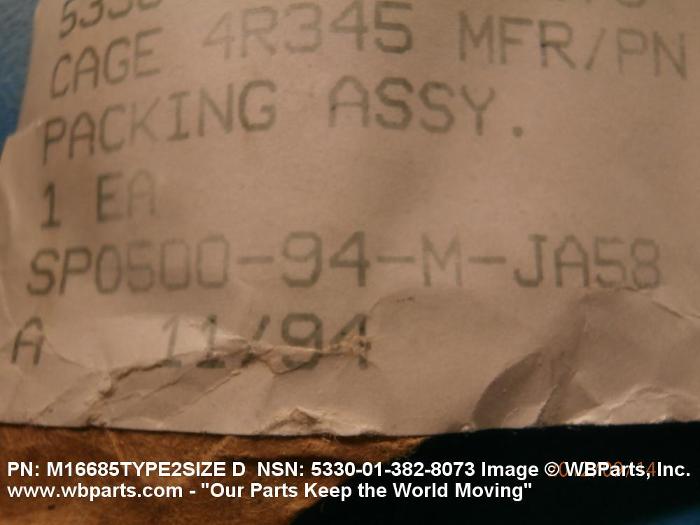 5330
CAGE 4R345 MFR/PN
PACKING ASSY.
1 EA
SP0500-94-M-JA58
A 11/94
PN: M16685TYPE2SIZE D NSN: 5330-01-382-8073 Image © WBParts, Inc.
www.wbparts.com - "Our Parts Keep the World Moving"